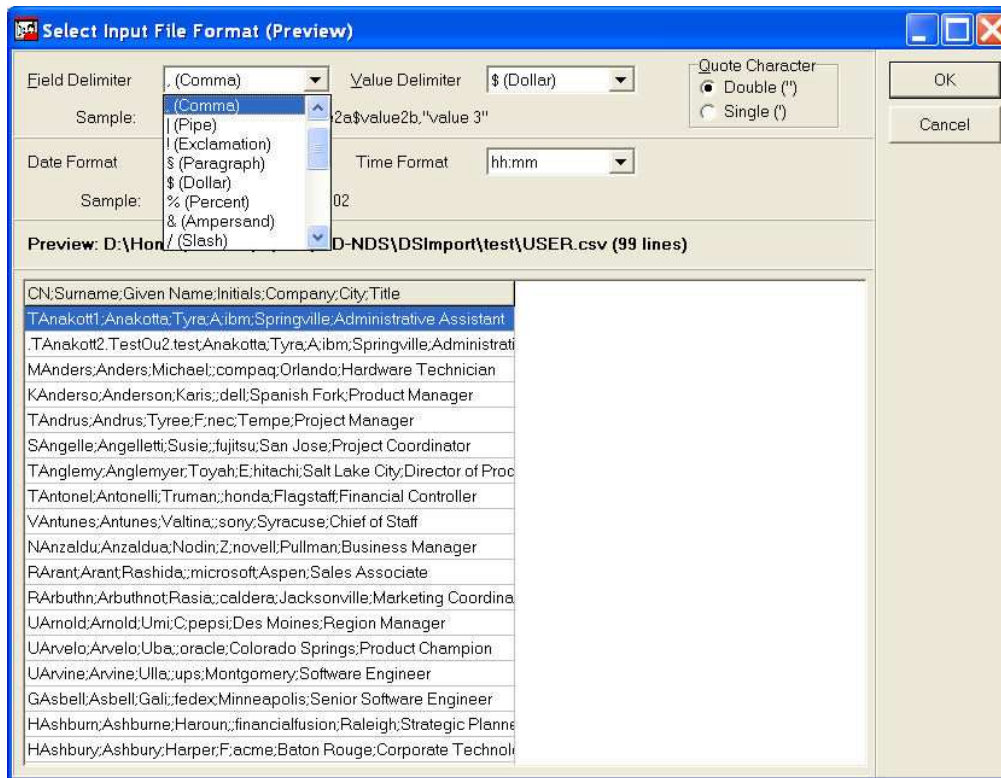 Select Input File Format (Preview)
Field Delimiter , (Comma) Value Delimiter $ (Dollar) Quote Character
Double (") OK
, (Comma)
| (Pipe)
! (Exclamation)
§ (Paragraph)
$ (Dollar)
% (Percent)
& (Ampersand)
/ (Slash)
Sample: 2a$value2b,"value 3" Single (') Cancel
Date Format Time Format hh:mm
Sample: 02
Preview: D:\Hom D-NDS\DSImport\test\USER.csv (99 lines)
CN;Surname;Given Name;Initials;Company;City;Title
TAnakott1;Anakotta;Tyra;A;ibm;Springville;Administrative Assistant
.TAnakott2.TestOu2.test;Anakotta;Tyra;A;ibm;Springville;Administrati
MAnders;Anders;Michael;;compaq;Orlando;Hardware Technician
KAnderso;Anderson;Karis;;dell;Spanish Fork;Product Manager
TAndrus;Andrus;Tyree;F;nec;Tempe;Project Manager
SAngelle;Angelletti;Susie;;fujitsu;San Jose;Project Coordinator
TAnglemy;Anglemyer;Toyah;E;hitachi;Salt Lake City;Director of Proc
TAntonel;Antonelli;Truman;;honda;Flagstaff;Financial Controller
VAntunes;Antunes;Valtina;;sony;Syracuse;Chief of Staff
NAnzaldu;Anzaldua;Nodin;Z;novell;Pullman;Business Manager
RArant;Arant;Rashida;;microsoft;Aspen;Sales Associate
RArbuthn;Arbuthnot;Rasia;;caldera;Jacksonville;Marketing Coordina
UArnold;Arnold;Umi;C;pepsi;Des Moines;Region Manager
UArvelo;Arvelo;Uba;;oracle;Colorado Springs;Product Champion
UArvine;Arvine;Ulla;;ups;Montgomery;Software Engineer
GAsbell;Asbell;Gali;;fedex;Minneapolis;Senior Software Engineer
HAshburn;Ashburne;Haroun;;financialfusion;Raleigh;Strategic Planne
HAshbury;Ashbury;Harper;F;acme;Baton Rouge;Corporate Technol